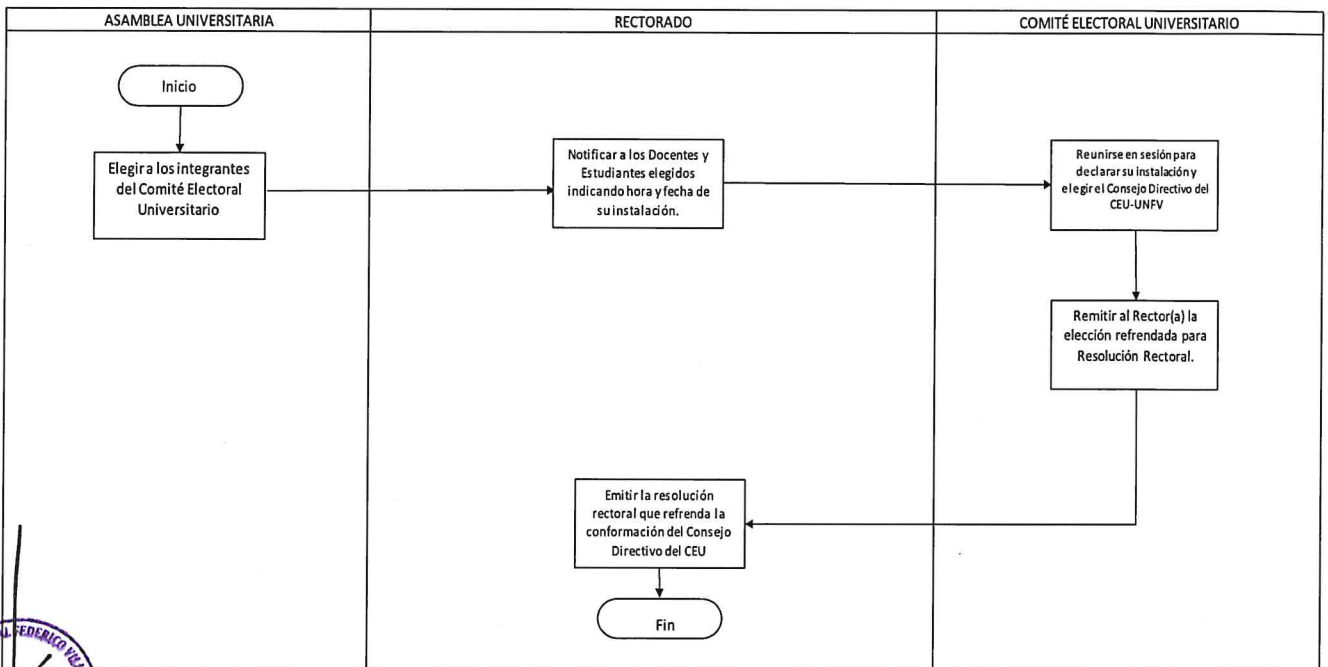 ASAMBLEA UNIVERSITARIA
RECTORADO
COMITÉ ELECTORAL UNIVERSITARIO
Inicio
Elegir a los integrantes
del Comité Electoral
Universitario
Notificar a los Docentes y
Estudiantes elegidos
indicando hora y fecha de
su instalación.
Reunirse en sesión para
declarar su instalación y
elegir el Consejo Directivo del
CEU-UNFV
Remitir al Rector(a) la
elección refrendada para
Resolución Rectoral.
Emitir la resolución
rectoral que refrenda la
conformación del Consejo
Directivo del CEU
Fin
FEDERICO